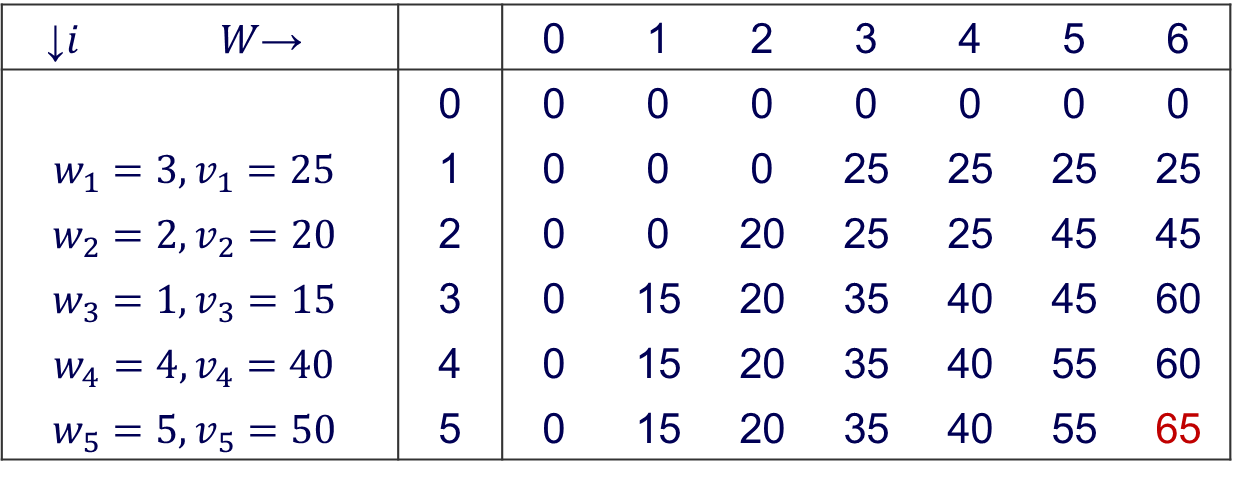 ↓i W→ 0 1 2 3 4 5 6
0 0 0 0 0 0 0 0
w₁ = 3, v₁ = 25 1 0 0 0 25 25 25 25
w₂ = 2, v₂ = 20 2 0 0 20 25 25 45 45
w₃ = 1, v₃ = 15 3 0 15 20 35 40 45 60
w₄ = 4, v₄ = 40 4 0 15 20 35 40 55 60
w₅ = 5, v₅ = 50 5 0 15 20 35 40 55 65